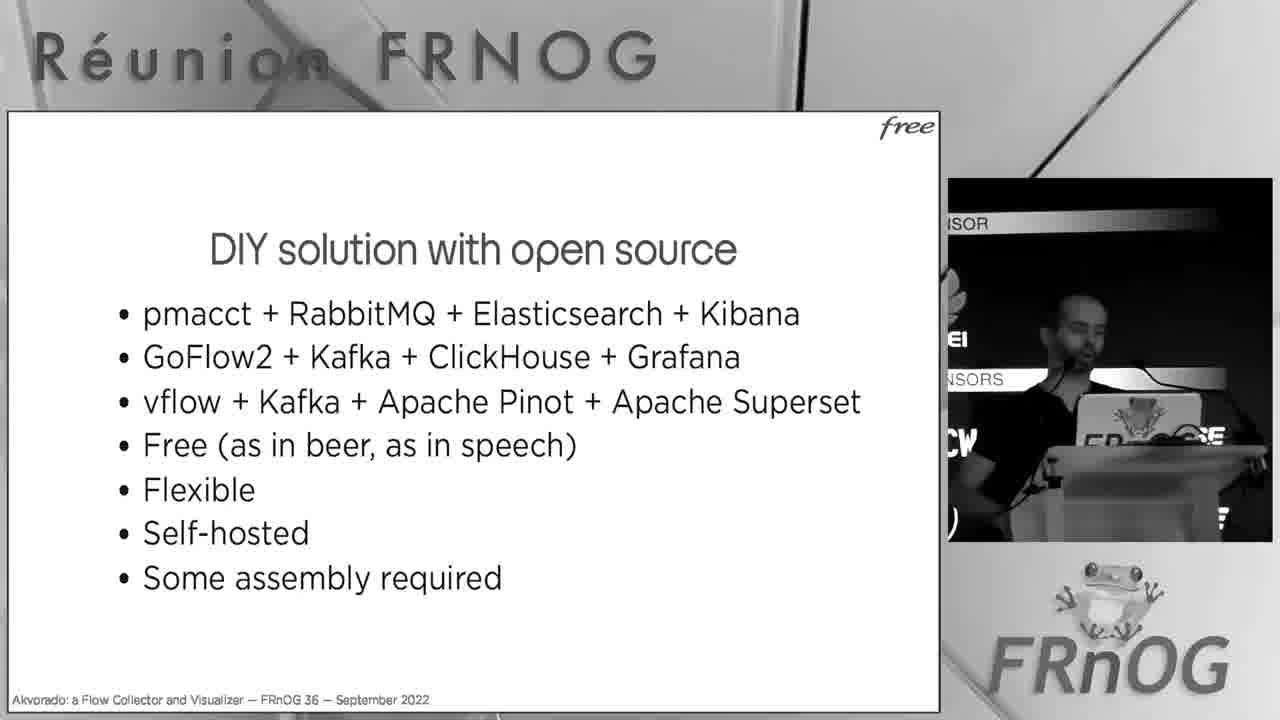 Réunion FRNOG
free
DIY solution with open source
• pmacct + RabbitMQ + Elasticsearch + Kibana
• GoFlow2 + Kafka + ClickHouse + Grafana
• vflow + Kafka + Apache Pinot + Apache Superset
• Free (as in beer, as in speech)
• Flexible
• Self-hosted
• Some assembly required
Akvorado: a Flow Collector and Visualizer — FRnOG 36 — September 2022
NSOR
EI
NSORS
CW
SE
FRnOG